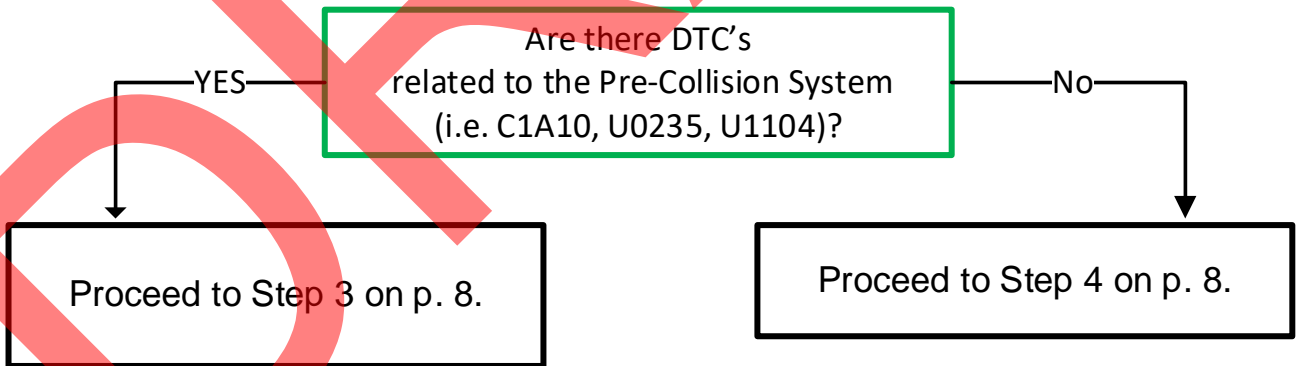 Are there DTC's
related to the Pre-Collision System
(i.e. C1A10, U0235, U1104)?
YES
No
Proceed to Step 3 on p. 8.
Proceed to Step 4 on p. 8.